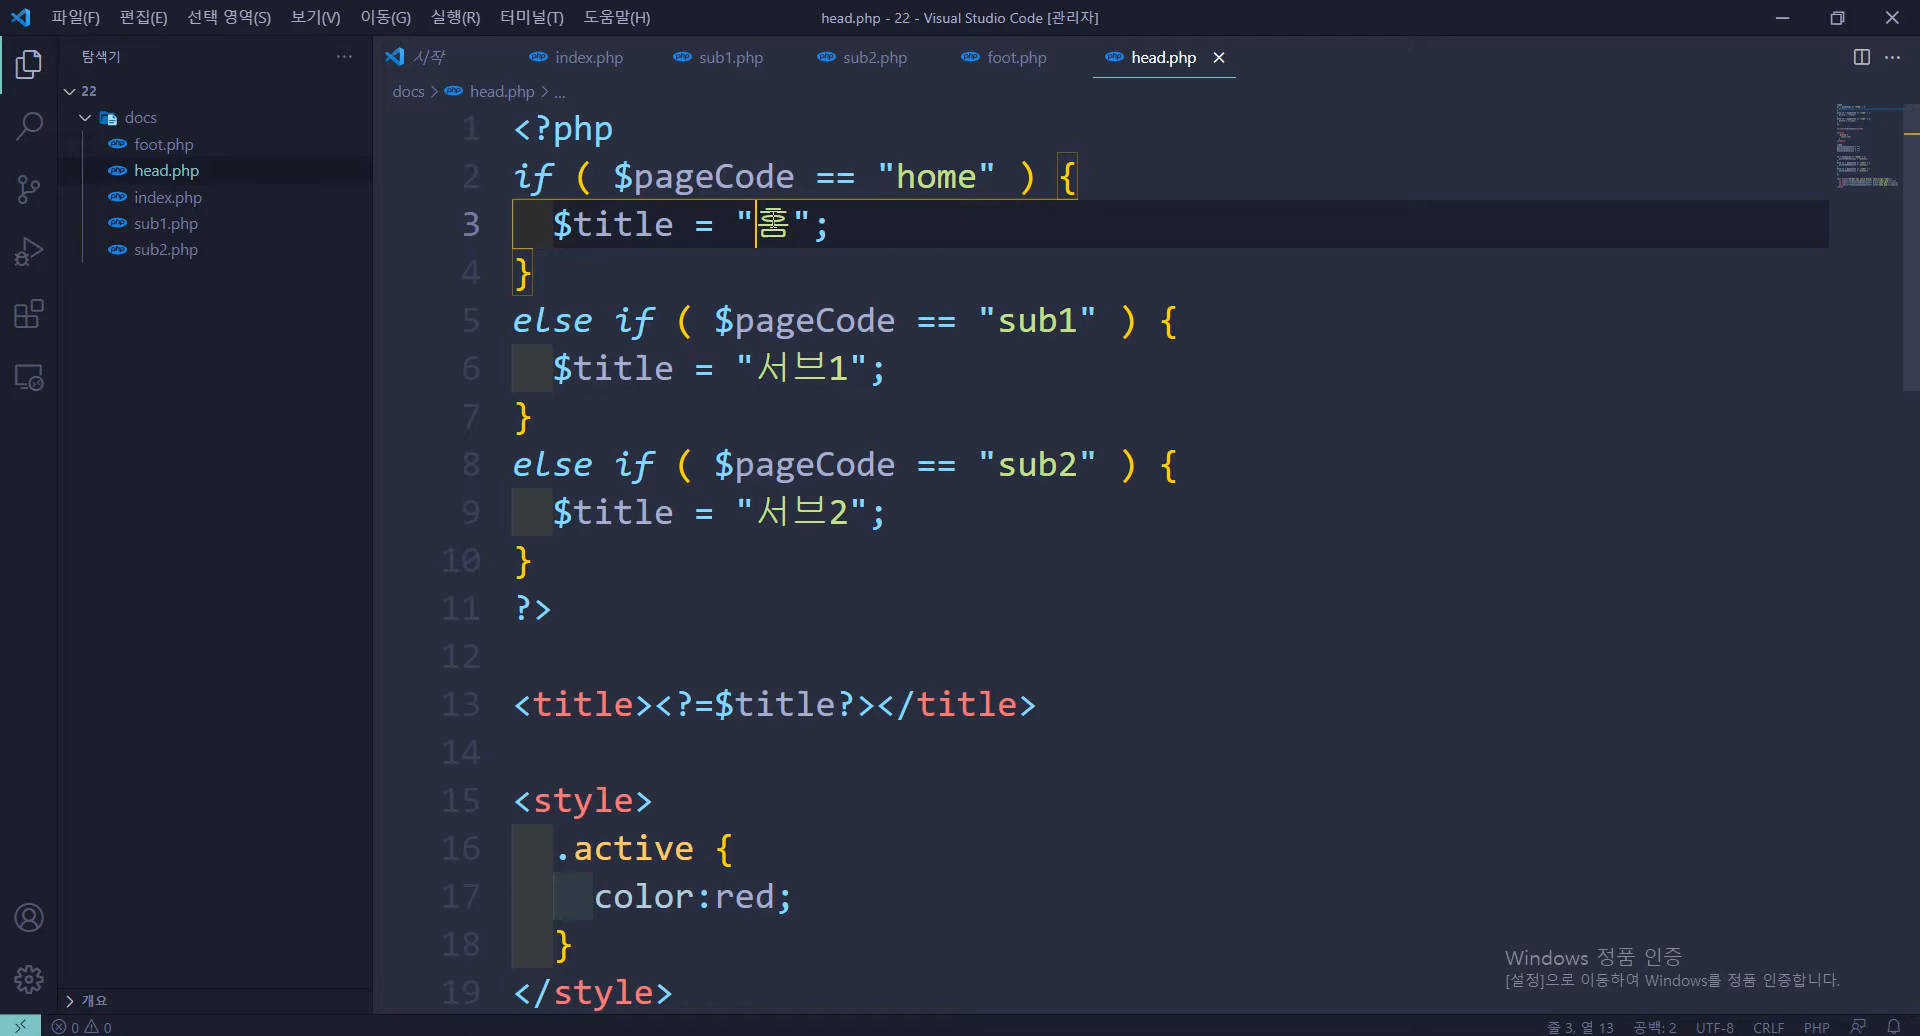 파일(F) 편집(E) 선택 영역(S) 보기(V) 이동(G) 실행(R) 터미널(T) 도움말(H)
head.php - 22 - Visual Studio Code [관리자]
탐색기
시작 index.php sub1.php sub2.php foot.php head.php
docs > head.php > ...
22
docs
foot.php
head.php
index.php
sub1.php
sub2.php
개요
1 <?php
2 if ( $pageCode == "home" ) {
3 $title = "홈";
4 }
5 else if ( $pageCode == "sub1" ) {
6 $title = "서브1";
7 }
8 else if ( $pageCode == "sub2" ) {
9 $title = "서브2";
10 }
11 ?>
12
13 <title><?=$title?></title>
14
15 <style>
16 .active {
17 color:red;
18 }
19 </style>
Windows 정품 인증
[설정]으로 이동하여 Windows를 정품 인증합니다.
0 0
줄 3, 열 13 공백: 2 UTF-8 CRLF PHP